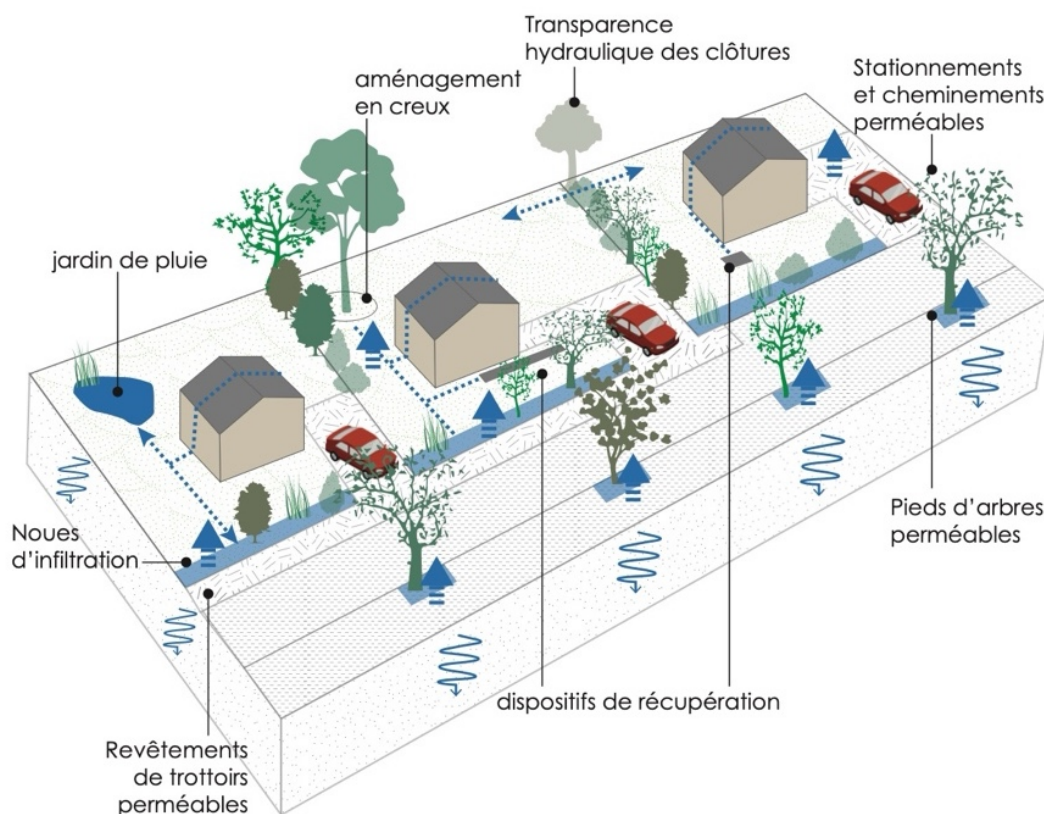 Transparence
hydraulique des clôtures
aménagement
en creux
Stationnements
et cheminements
perméables
jardin de pluie
Noues
d'infiltration
Pieds d'arbres
perméables
dispositifs de récupération
Revêtements
de trottoirs
perméables